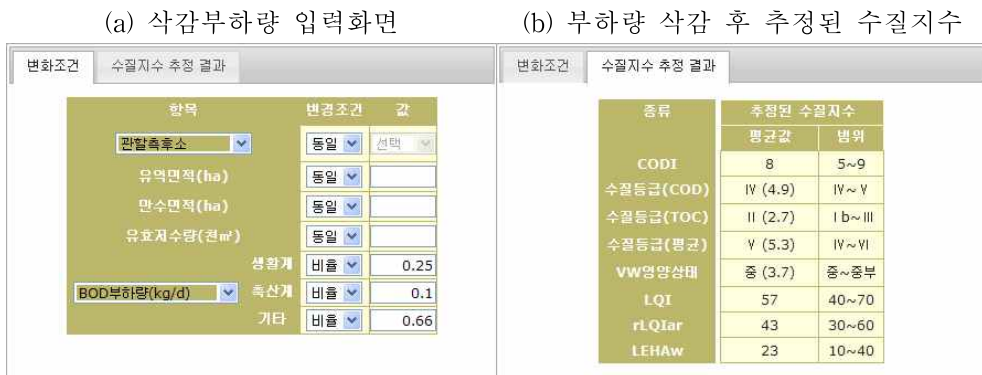 (a) 삭감부하량 입력화면
변화조건 수질지수 추정 결과
항목 변경조건 값
관할측후소 동일 선택
유역면적(ha) 동일
만수면적(ha) 동일
유효저수량(천㎥) 동일
생활계 비율 0.25
BOD부하량(kg/d) 축산계 비율 0.1
기타 비율 0.66
(b) 부하량 삭감 후 추정된 수질지수
변화조건 수질지수 추정 결과
종류 추정된 수질지수
평균값 범위
CODI 8 5~9
수질등급(COD) Ⅳ (4.9) Ⅳ~Ⅴ
수질등급(TOC) Ⅱ (2.7) Ⅰb~Ⅲ
수질등급(평균) Ⅴ (5.3) Ⅳ~Ⅵ
VW영양상태 중 (3.7) 중~중부
LQI 57 40~70
rLQIar 43 30~60
LEHAw 23 10~40